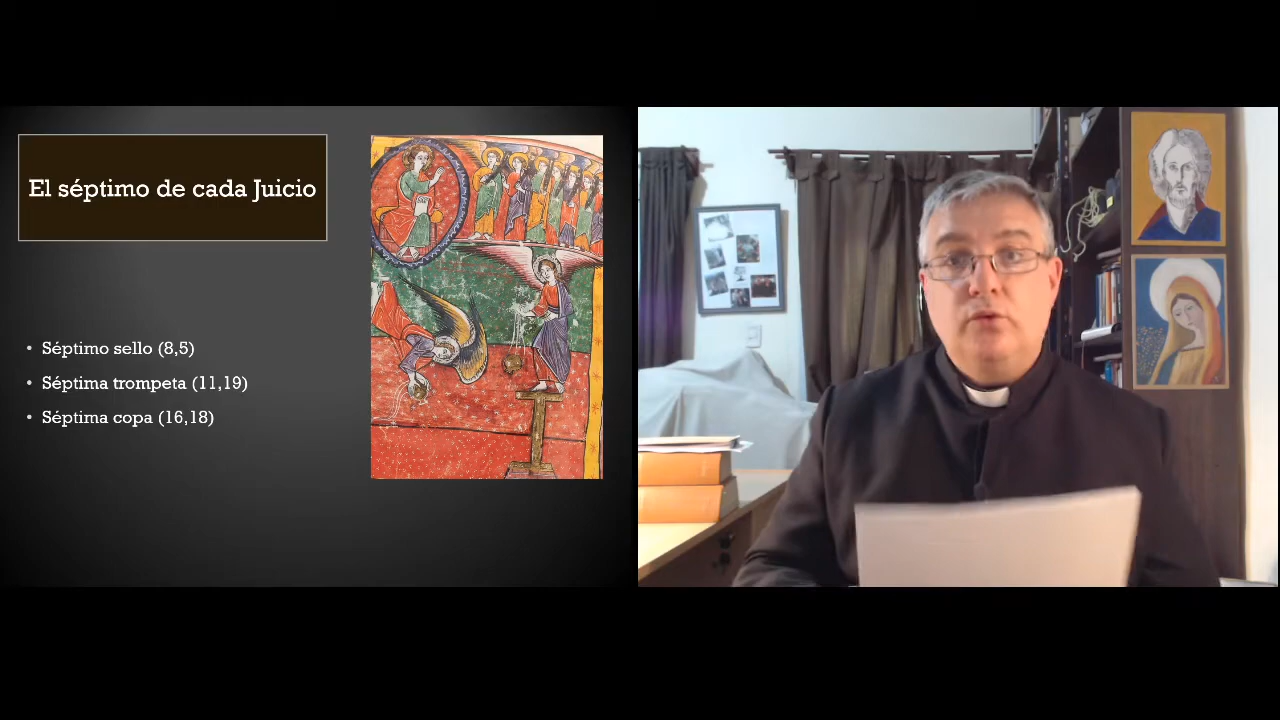 El séptimo de cada Juicio
• Séptimo sello (8,5)
• Séptima trompeta (11,19)
• Séptima copa (16,18)